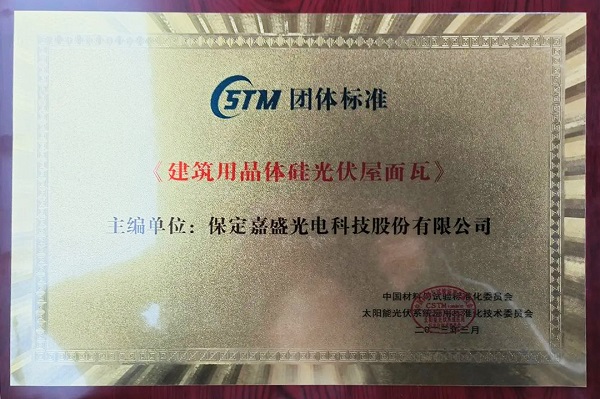 CSTM 团体标准
《建筑用晶体硅光伏屋面瓦》
主编单位：保定嘉盛光电科技股份有限公司
中国材料与试验标准化委员会
太阳能光伏系统应用标准化技术委员会
二〇二三年三月
CSTM